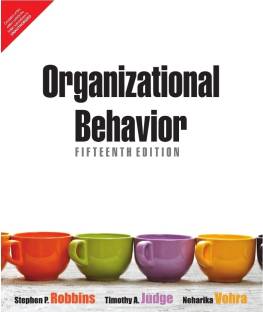 Organizational
Behavior
FIFTEENTH EDITION
Stephen P. Robbins Timothy A. Judge Neharika Vohra